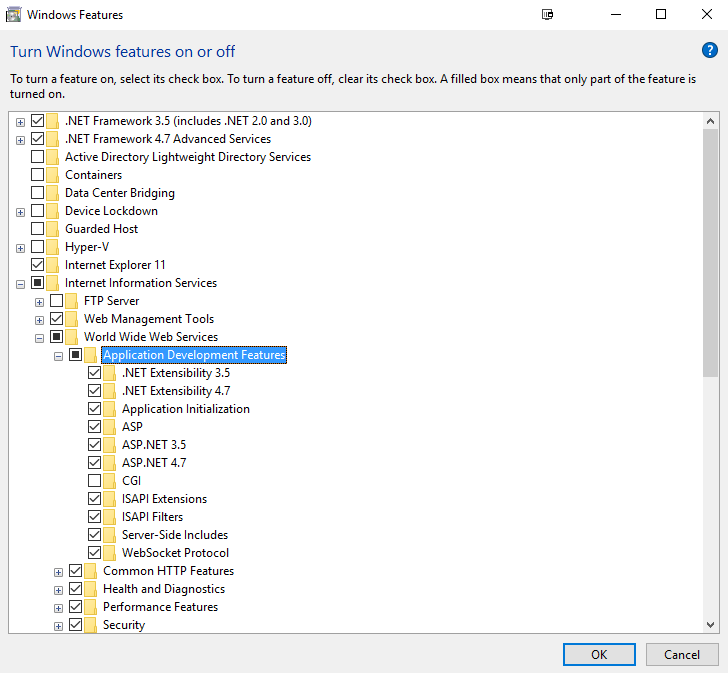 Windows Features
Turn Windows features on or off
To turn a feature on, select its check box. To turn a feature off, clear its check box. A filled box means that only part of the feature is
turned on.
.NET Framework 3.5 (includes .NET 2.0 and 3.0)
.NET Framework 4.7 Advanced Services
Active Directory Lightweight Directory Services
Containers
Data Center Bridging
Device Lockdown
Guarded Host
Hyper-V
Internet Explorer 11
Internet Information Services
FTP Server
Web Management Tools
World Wide Web Services
Application Development Features
.NET Extensibility 3.5
.NET Extensibility 4.7
Application Initialization
ASP
ASP.NET 3.5
ASP.NET 4.7
CGI
ISAPI Extensions
ISAPI Filters
Server-Side Includes
WebSocket Protocol
Common HTTP Features
Health and Diagnostics
Performance Features
Security
OK Cancel